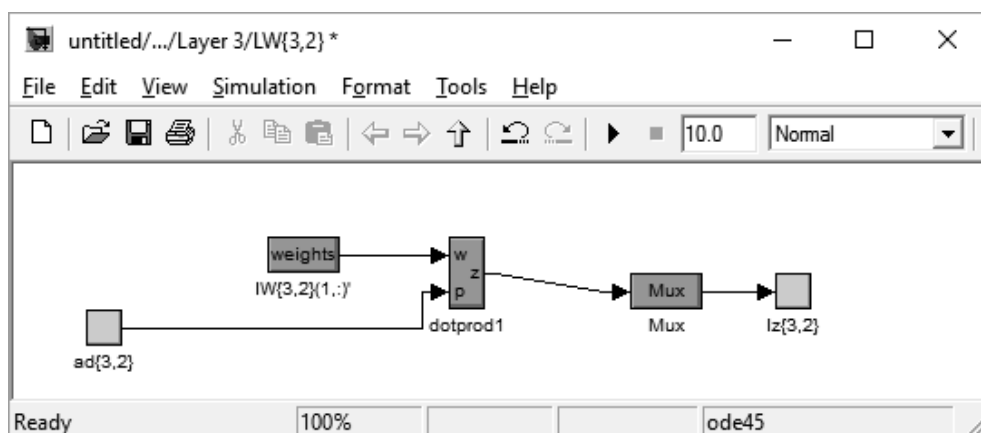 untitled/.../Layer 3/LW{3,2} *
File Edit View Simulation Format Tools Help
10.0 Normal
weights
IW{3,2}(1,:)'
w
z
p
dotprod1
ad{3,2}
Mux
Mux
lz{3,2}
Ready 100% ode45